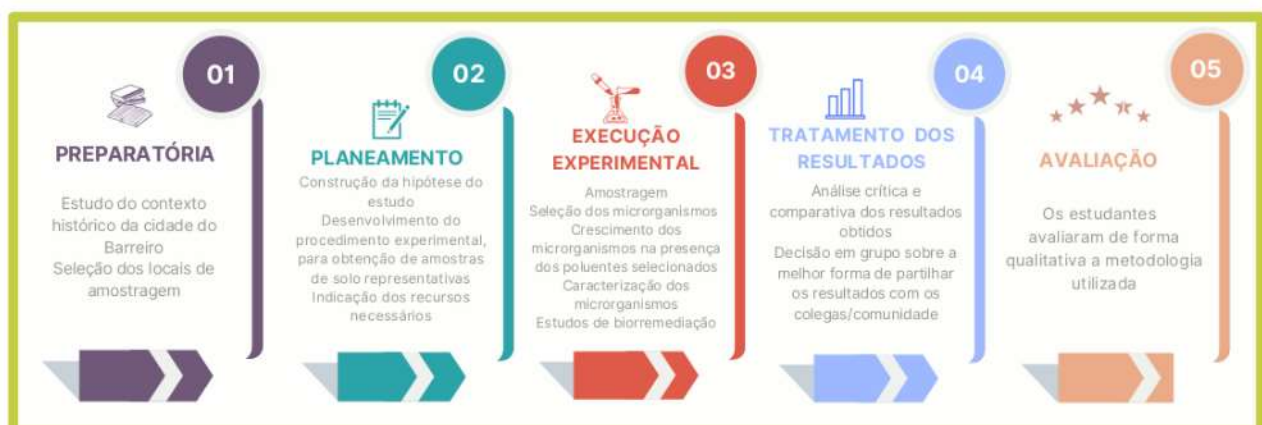 01
PREPARATÓRIA
Estudo do contexto
histórico da cidade do
Barreiro
Seleção dos locais de
amostragem
02
PLANEAMENTO
Construção da hipótese do
estudo
Desenvolvimento do
procedimento experimental,
para obtenção de amostras
de solo representativas
Indicação dos recursos
necessários
03
EXECUÇÃO
EXPERIMENTAL
Amostragem
Seleção dos microrganismos
Crescimento dos
microrganismos na presença
dos poluentes selecionados
Caracterização dos
microrganismos
Estudos de biorremediação
04
TRATAMENTO DOS
RESULTADOS
Análise crítica e
comparativa dos resultados
obtidos
Decisão em grupo sobre a
melhor forma de partilhar
os resultados com os
colegas/comunidade
05
AVALIAÇÃO
Os estudantes
avaliaram de forma
qualitativa a metodologia
utilizada